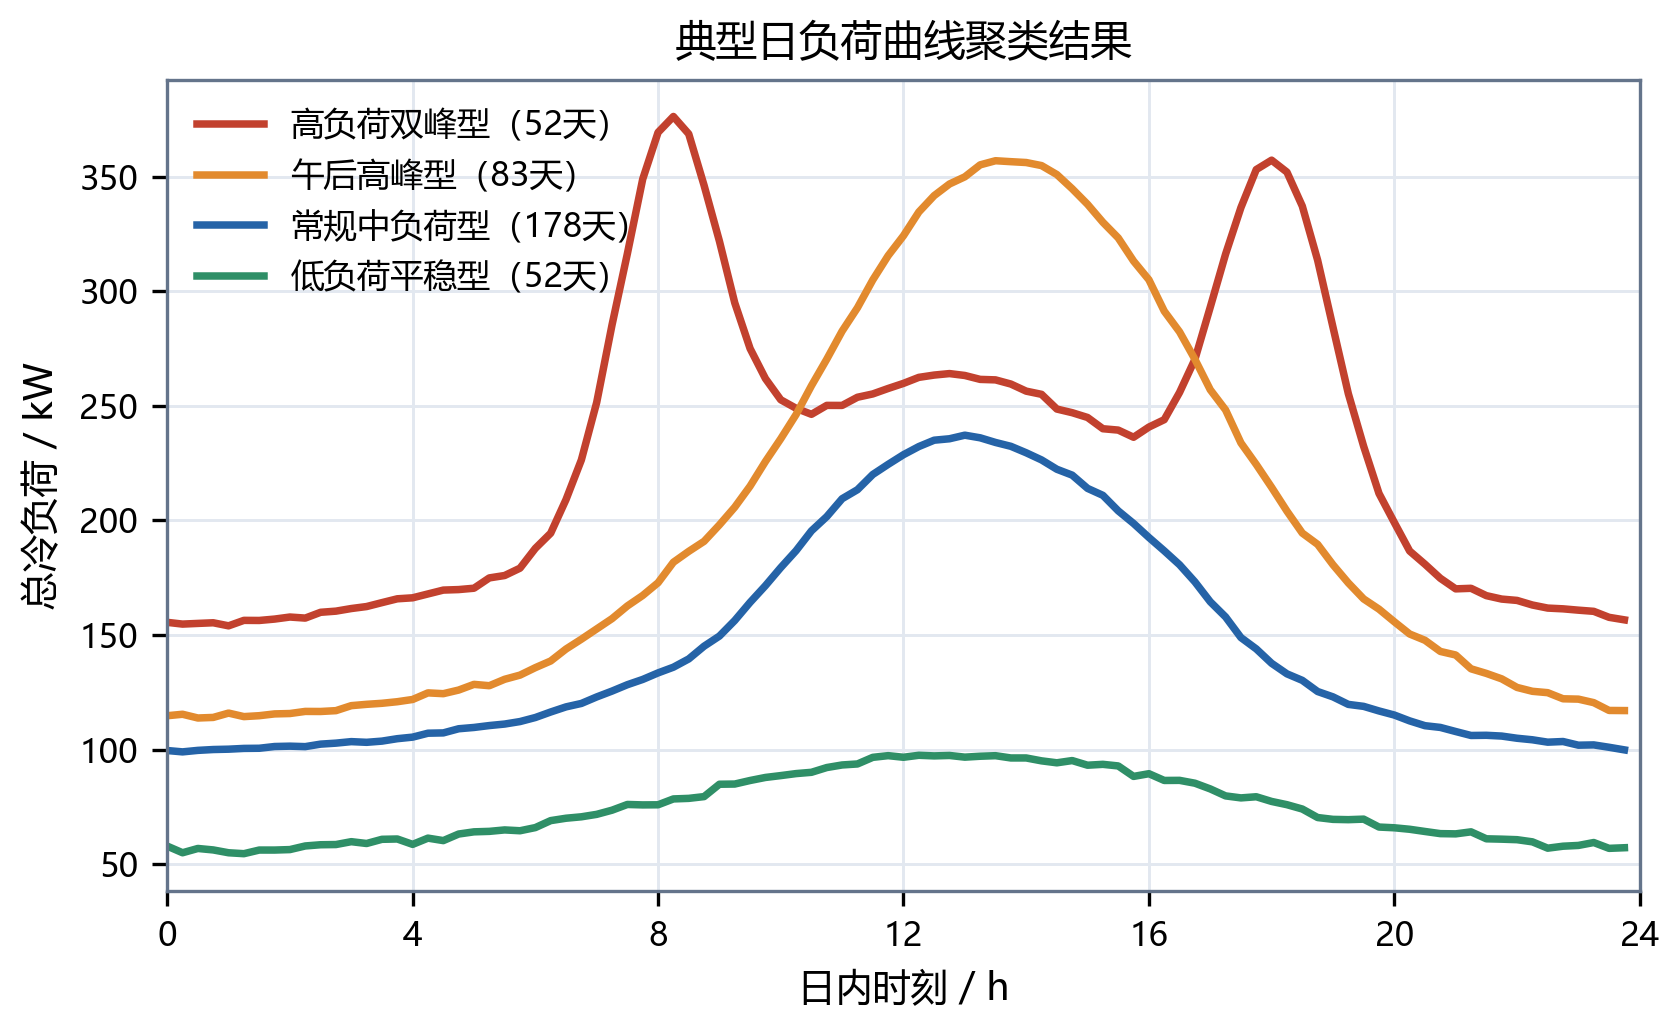 典型日负荷曲线聚类结果
高负荷双峰型（52天）
午后高峰型（83天）
常规中负荷型（178天）
低负荷平稳型（52天）
总冷负荷 / kW
350
300
250
200
150
100
50
0 4 8 12 16 20 24
日内时刻 / h